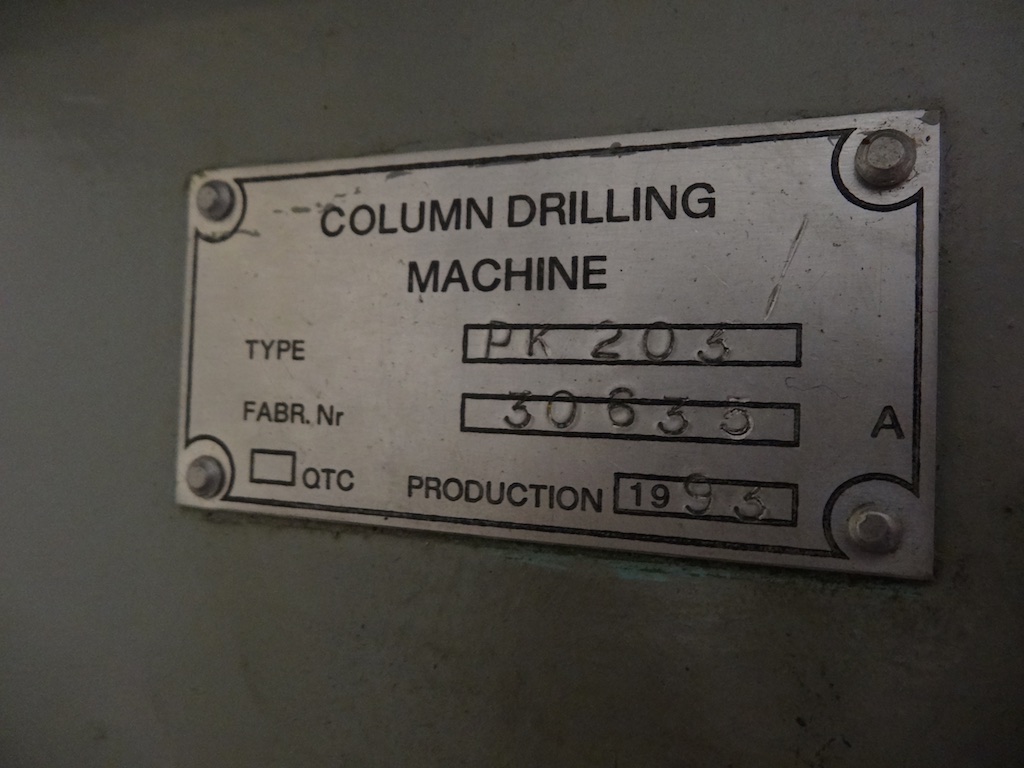 COLUMN DRILLING
MACHINE
TYPE PK 203
FABR. Nr 30635
A
QTC PRODUCTION 1993